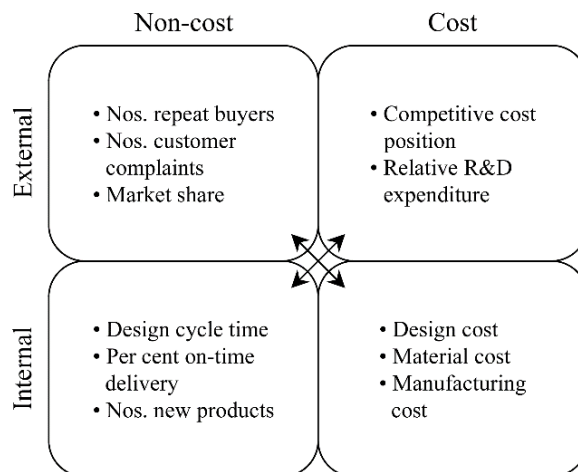 Non-cost
Cost
External
• Nos. repeat buyers
• Nos. customer
complaints
• Market share
• Competitive cost
position
• Relative R&D
expenditure
Internal
• Design cycle time
• Per cent on-time
delivery
• Nos. new products
• Design cost
• Material cost
• Manufacturing
cost